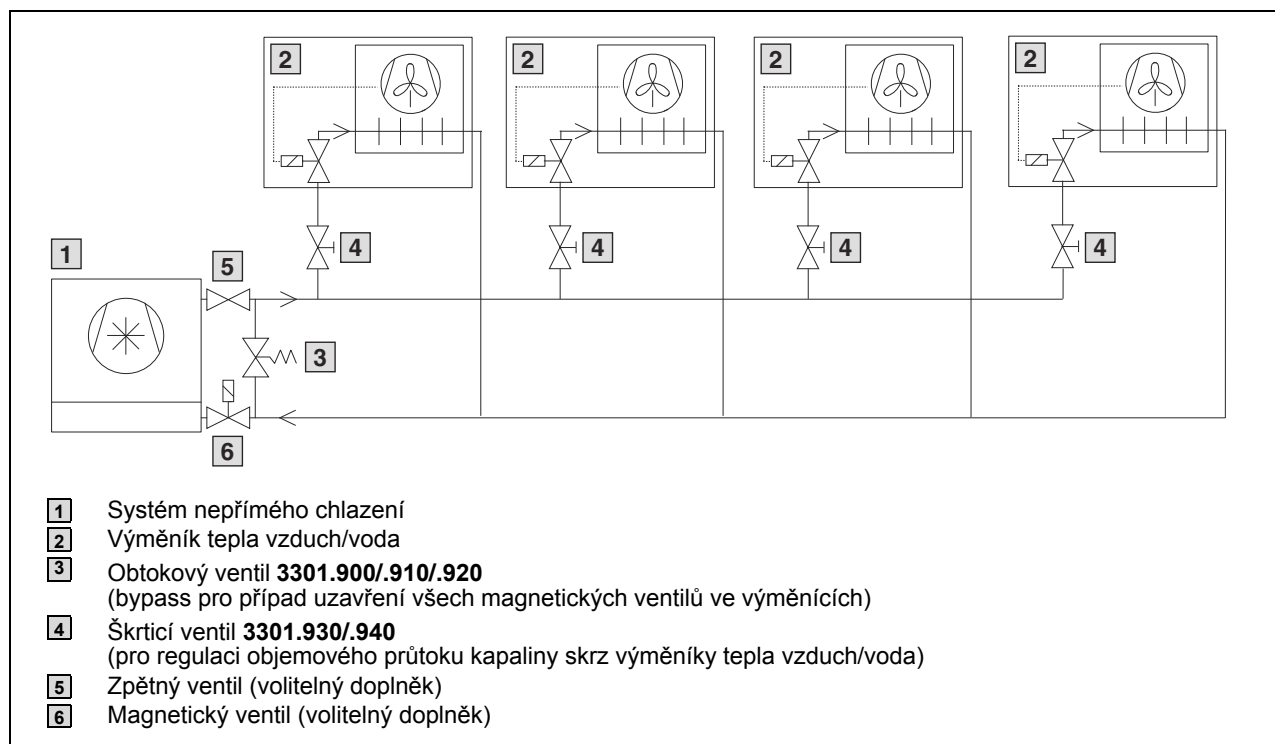 2 2 2 2
4 4 4 4
1
5
3
6
1 Systém nepřímého chlazení
2 Výměník tepla vzduch/voda
3 Obtokový ventil 3301.900/.910/.920
(bypass pro případ uzavření všech magnetických ventilů ve výměnících)
4 Škrticí ventil 3301.930/.940
(pro regulaci objemového průtoku kapaliny skrz výměníky tepla vzduch/voda)
5 Zpětný ventil (volitelný doplněk)
6 Magnetický ventil (volitelný doplněk)